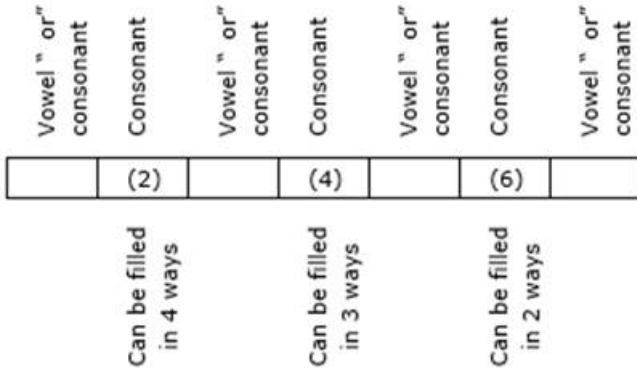 Vowel “ or”
consonant
Consonant
Vowel “ or”
consonant
Consonant
Vowel “ or”
consonant
Consonant
Vowel “ or”
consonant
(2)
(4)
(6)
Can be filled
in 4 ways
Can be filled
in 3 ways
Can be filled
in 2 ways